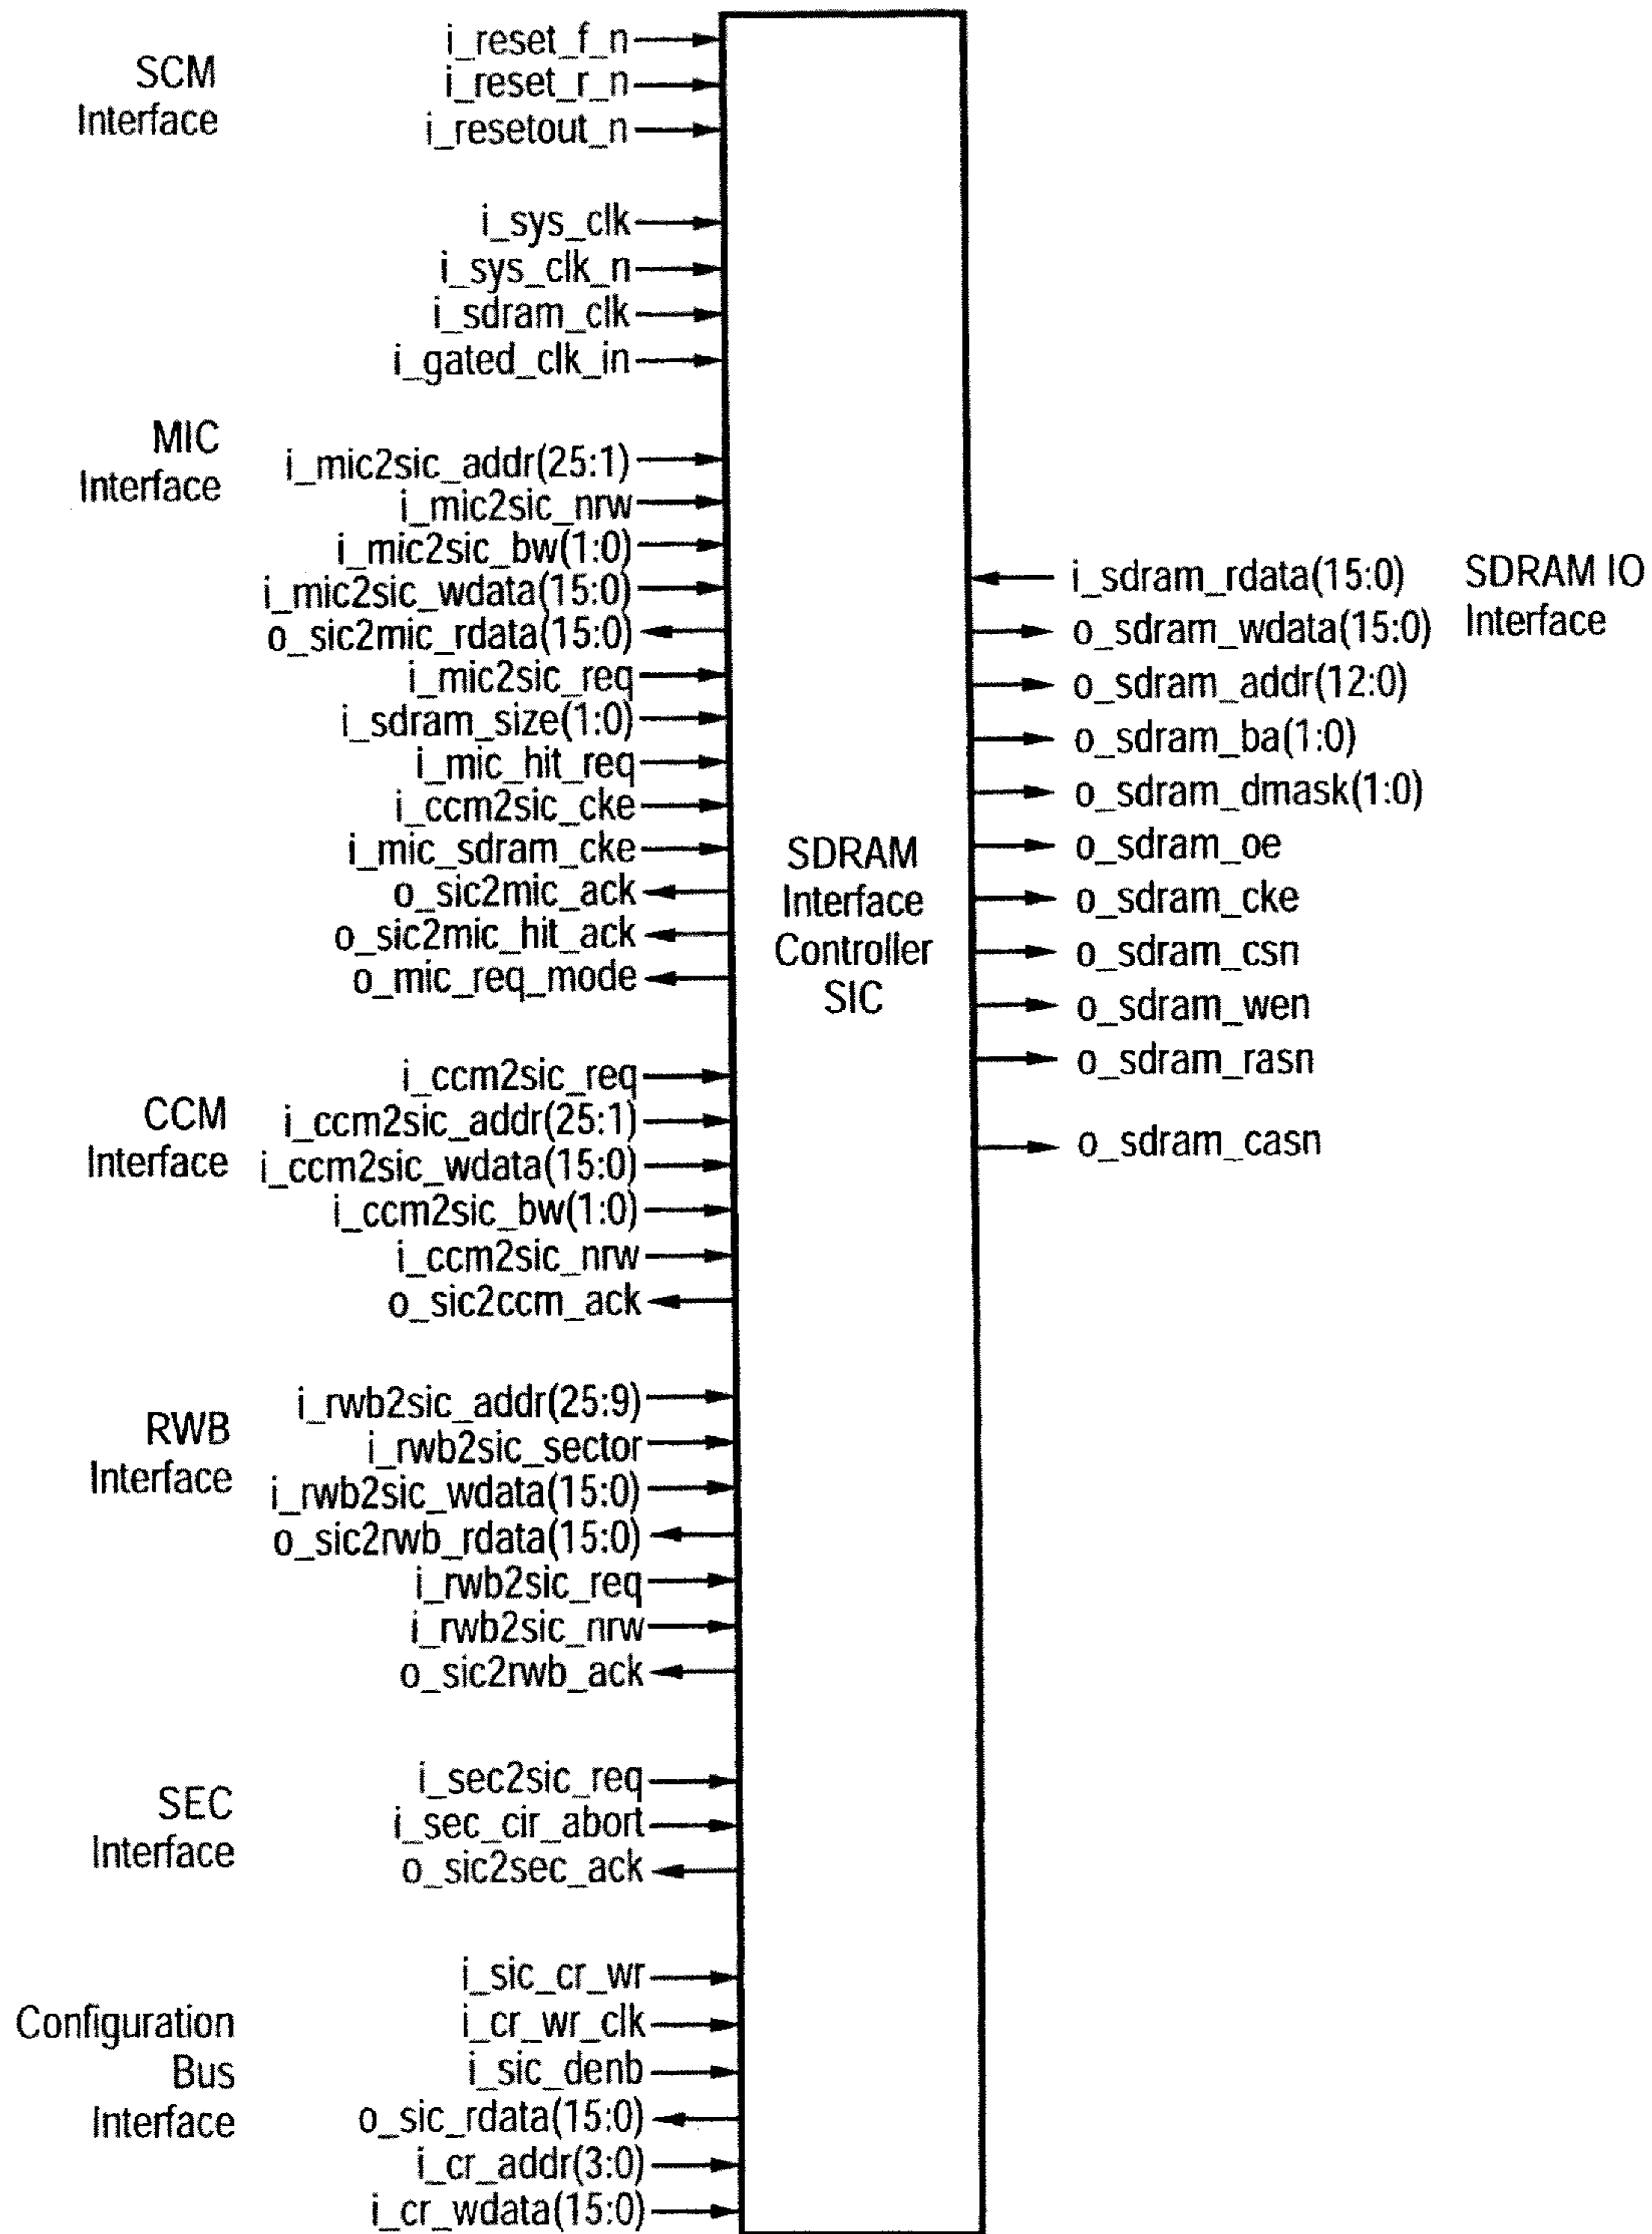 SCM
Interface
i_reset_f_n
i_reset_r_n
i_resetout_n
i_sys_clk
i_sys_clk_n
i_sdram_clk
i_gated_clk_in
MIC
Interface
i_mic2sic_addr(25:1)
i_mic2sic_nrw
i_mic2sic_bw(1:0)
i_mic2sic_wdata(15:0)
o_sic2mic_rdata(15:0)
i_mic2sic_req
i_sdram_size(1:0)
i_mic_hit_req
i_ccm2sic_cke
i_mic_sdram_cke
o_sic2mic_ack
o_sic2mic_hit_ack
o_mic_req_mode
CCM
Interface
i_ccm2sic_req
i_ccm2sic_addr(25:1)
i_ccm2sic_wdata(15:0)
i_ccm2sic_bw(1:0)
i_ccm2sic_nrw
o_sic2ccm_ack
RWB
Interface
i_rwb2sic_addr(25:9)
i_rwb2sic_sector
i_rwb2sic_wdata(15:0)
o_sic2rwb_rdata(15:0)
i_rwb2sic_req
i_rwb2sic_nrw
o_sic2rwb_ack
SEC
Interface
i_sec2sic_req
i_sec_cir_abort
o_sic2sec_ack
Configuration
Bus
Interface
i_sic_cr_wr
i_cr_wr_clk
i_sic_denb
o_sic_rdata(15:0)
i_cr_addr(3:0)
i_cr_wdata(15:0)
SDRAM
Interface
Controller
SIC
i_sdram_rdata(15:0)
o_sdram_wdata(15:0)
o_sdram_addr(12:0)
o_sdram_ba(1:0)
o_sdram_dmask(1:0)
o_sdram_oe
o_sdram_cke
o_sdram_csn
o_sdram_wen
o_sdram_rasn
o_sdram_casn
SDRAM IO
Interface